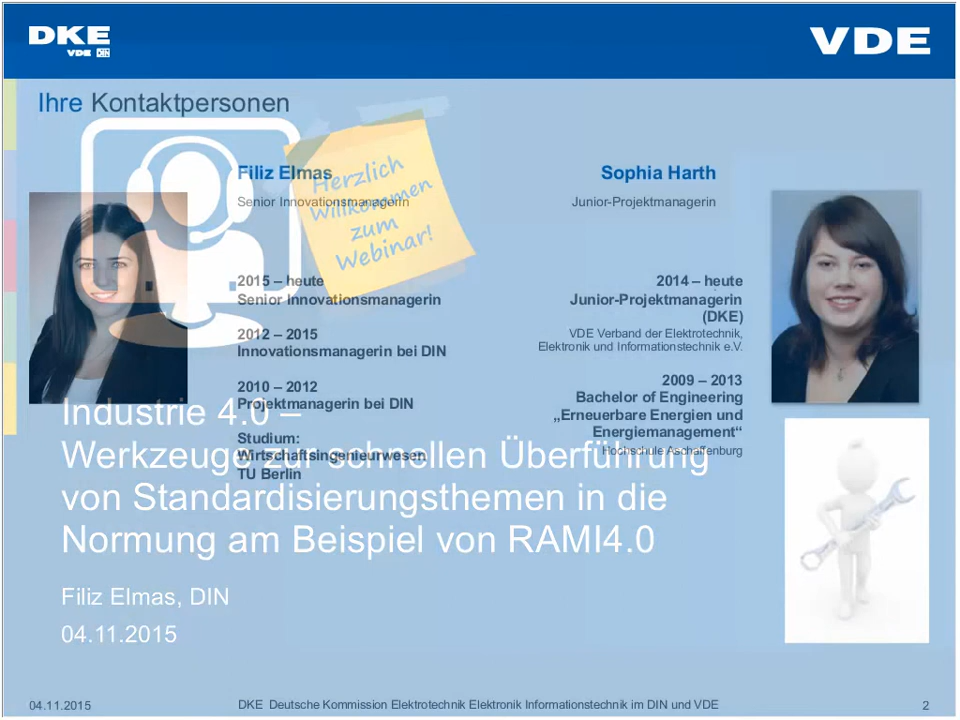 DKE
VDE DIN
VDE
Ihre Kontaktpersonen
Herzlich
Willkommen
zum
Webinar!
Filiz Elmas
Senior Innovationsmanagerin
2015 – heute
Senior Innovationsmanagerin
2012 – 2015
Innovationsmanagerin bei DIN
2010 – 2012
Projektmanagerin bei DIN
Studium:
Wirtschaftsingenieurwesen
TU Berlin
Sophia Harth
Junior-Projektmanagerin
2014 – heute
Junior-Projektmanagerin
(DKE)
VDE Verband der Elektrotechnik,
Elektronik und Informationstechnik e.V.
2009 – 2013
Bachelor of Engineering
„Erneuerbare Energien und
Energiemanagement“
Hochschule Aschaffenburg
Industrie 4.0 –
Werkzeuge zur schnellen Überführung
von Standardisierungsthemen in die
Normung am Beispiel von RAMI4.0
Filiz Elmas, DIN
04.11.2015
04.11.2015
DKE Deutsche Kommission Elektrotechnik Elektronik Informationstechnik im DIN und VDE
2